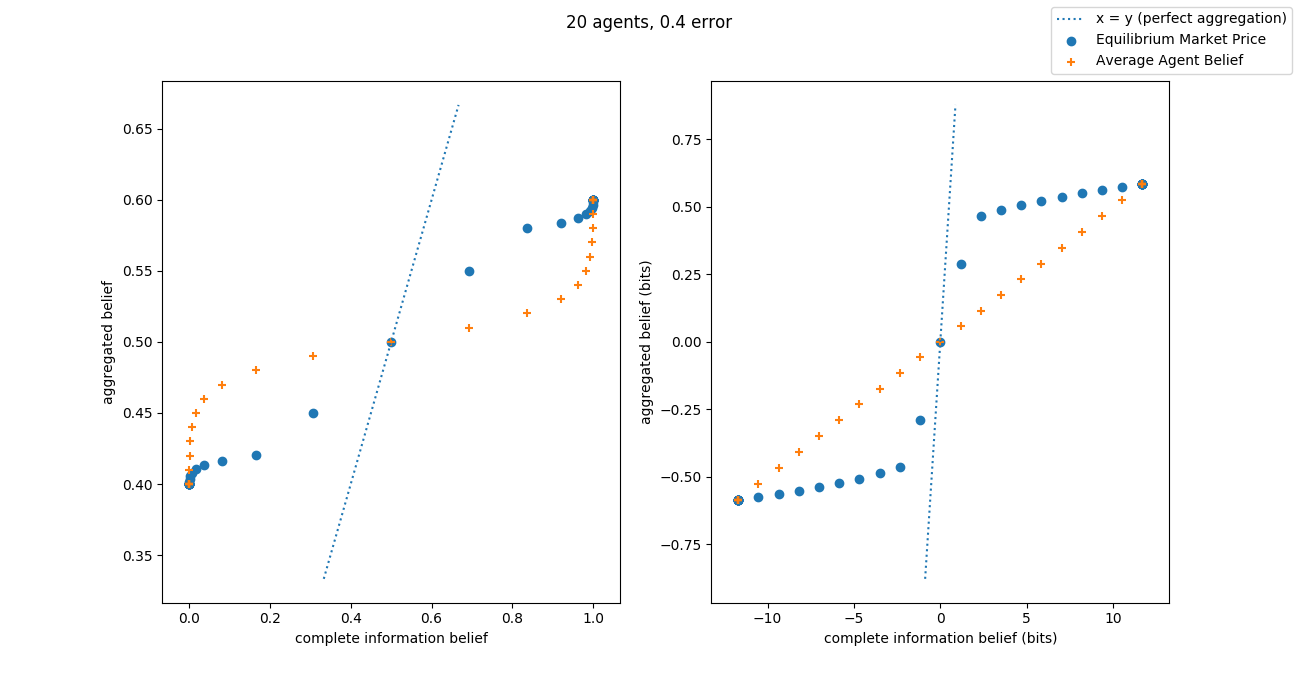 20 agents, 0.4 error
x = y (perfect aggregation)
Equilibrium Market Price
Average Agent Belief
aggregated belief
0.65
0.60
0.55
0.50
0.45
0.40
0.35
0.0 0.2 0.4 0.6 0.8 1.0
complete information belief
aggregated belief (bits)
0.75
0.50
0.25
0.00
−0.25
−0.50
−0.75
−10 −5 0 5 10
complete information belief (bits)